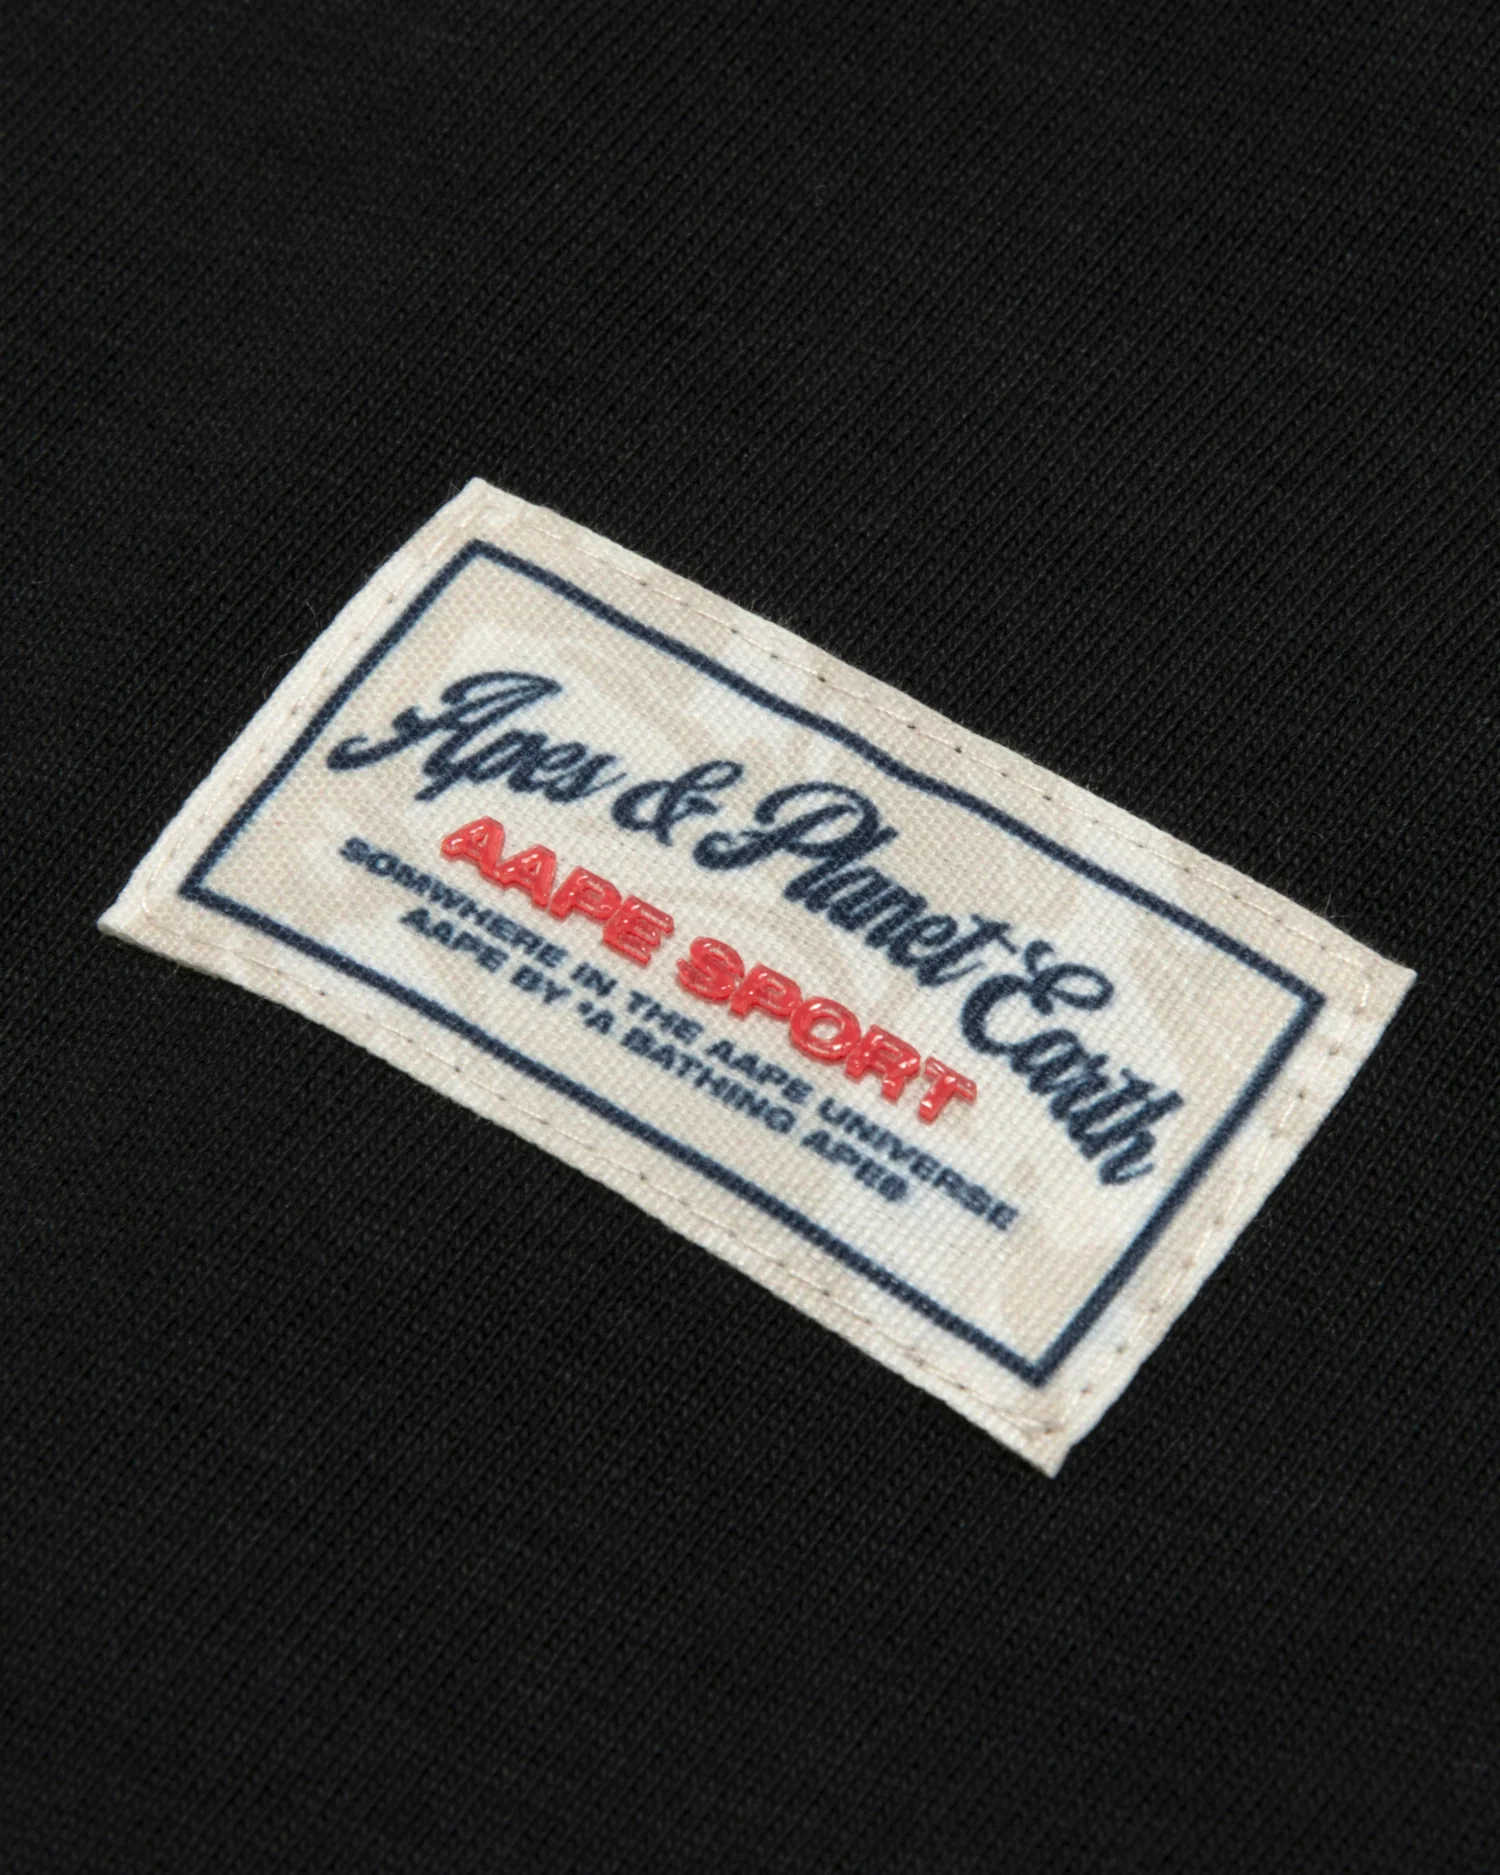 Apes & Planet Earth
AAPE SPORT
SOMWHERE IN THE AAPE UNIVERSE
AAPE BY *A BATHING APE®